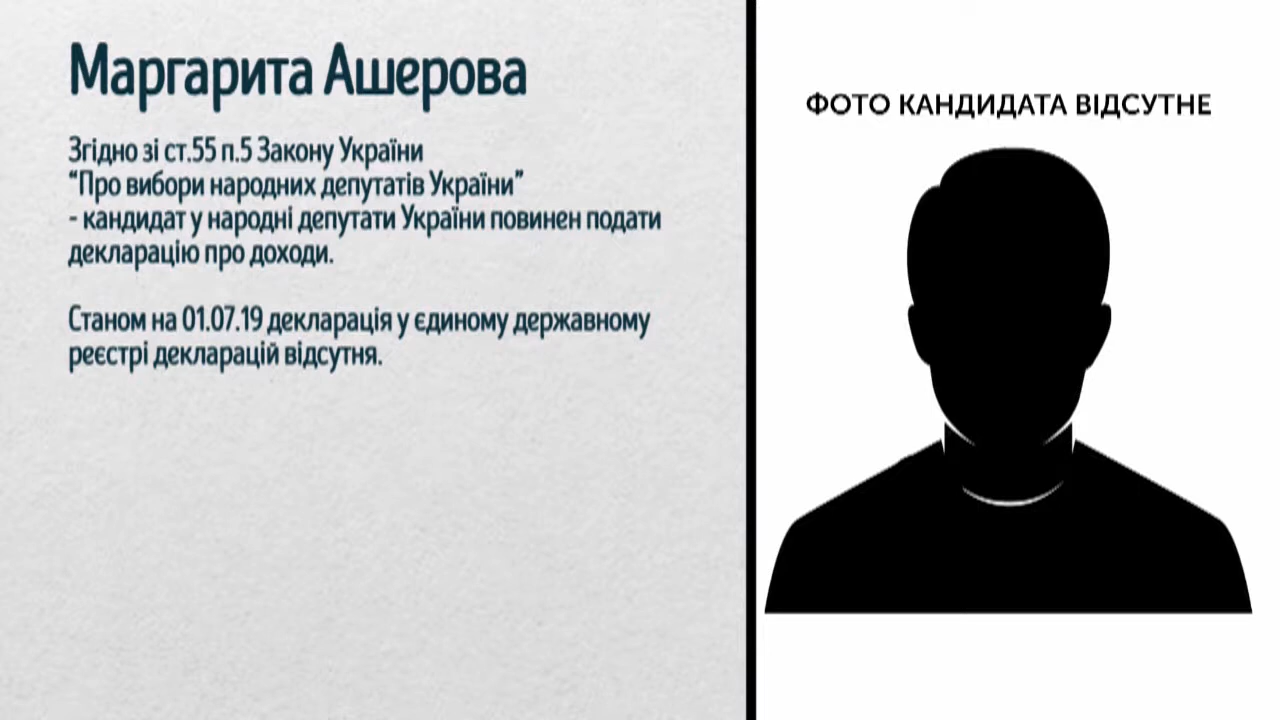 Маргарита Ашерова
Згідно зі ст.55 п.5 Закону України
“Про вибори народних депутатів України”
- кандидат у народні депутати України повинен подати
декларацію про доходи.
Станом на 01.07.19 декларація у єдиному державному
реєстрі декларацій відсутня.
ФОТО КАНДИДАТА ВІДСУТНЕ